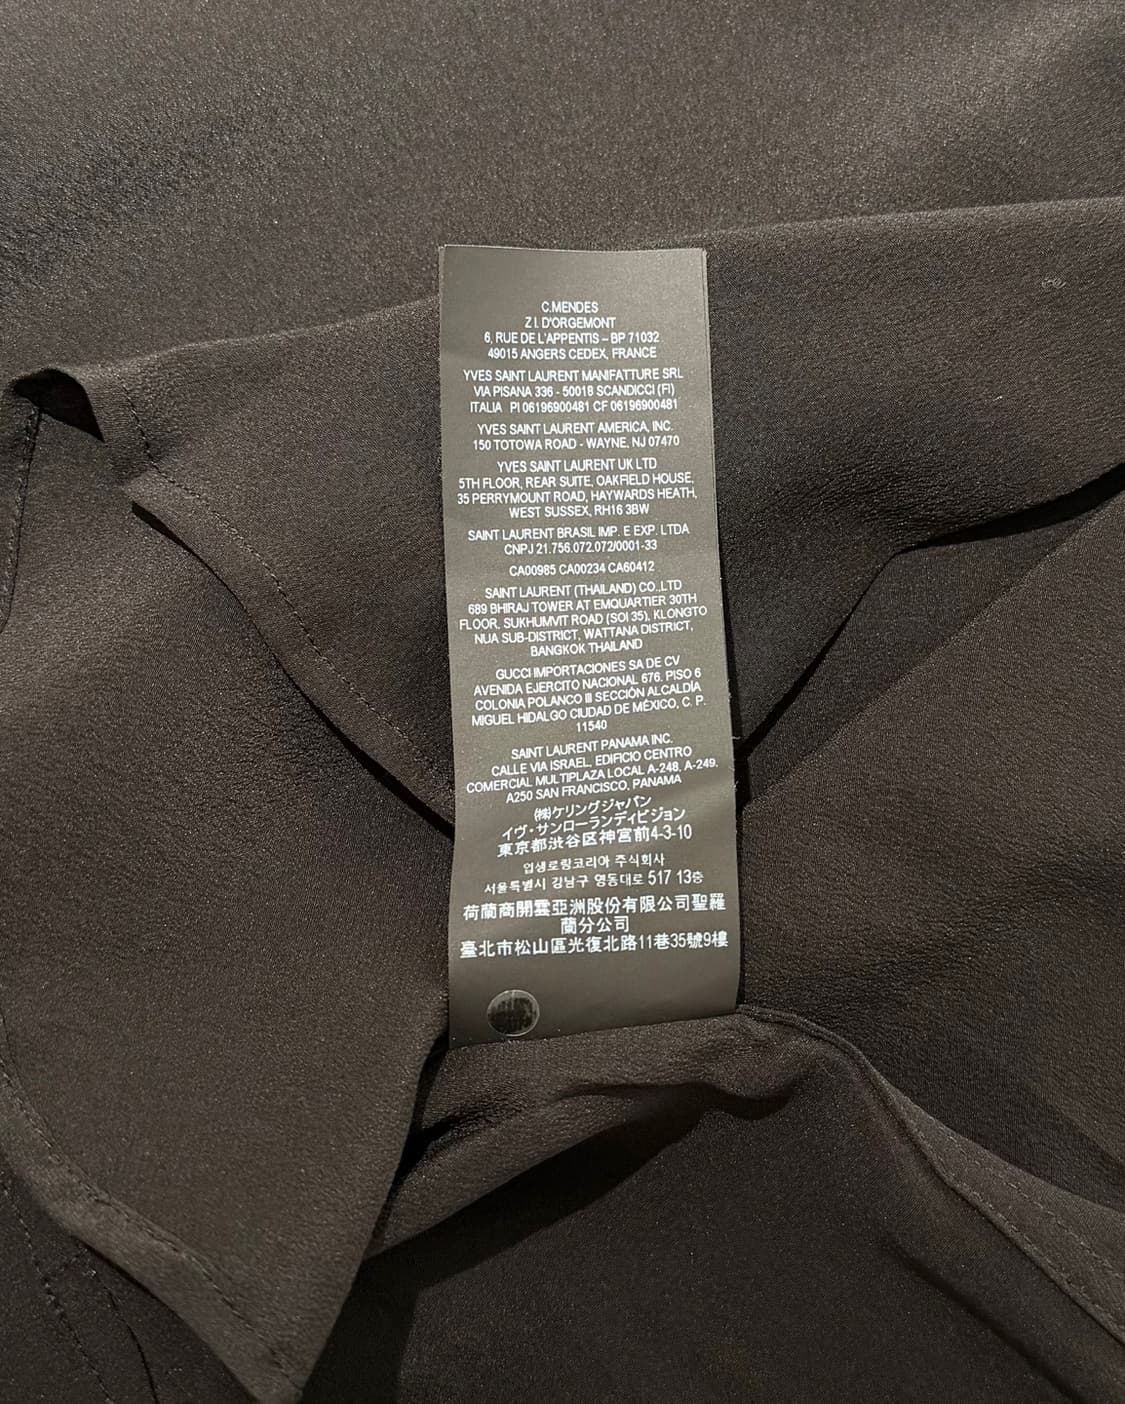 C.MENDES
Z.I. D'ORGEMONT
6, RUE DE L'APPENTIS – BP 71032
49015 ANGERS CEDEX, FRANCE
YVES SAINT LAURENT MANIFATTURE SRL
VIA PISANA 336 - 50018 SCANDICCI (FI)
ITALIA PI 06196900481 CF 06196900481
YVES SAINT LAURENT AMERICA, INC.
150 TOTOWA ROAD - WAYNE, NJ 07470
YVES SAINT LAURENT UK LTD
5TH FLOOR, REAR SUITE, OAKFIELD HOUSE,
35 PERRYMOUNT ROAD, HAYWARDS HEATH,
WEST SUSSEX, RH16 3BW
SAINT LAURENT BRASIL IMP. E EXP. LTDA
CNPJ 21.756.072.072/0001-33
CA00985 CA00234 CA60412
SAINT LAURENT (THAILAND) CO.,LTD
689 BHIRAJ TOWER AT EMQUARTIER 30TH
FLOOR, SUKHUMVIT ROAD (SOI 35), KLONGTO
NUA SUB-DISTRICT, WATTANA DISTRICT,
BANGKOK THAILAND
GUCCI IMPORTACIONES SA DE CV
AVENIDA EJERCITO NACIONAL 676. PISO 6
COLONIA POLANCO III SECCIÓN ALCALDÍA
MIGUEL HIDALGO CIUDAD DE MÉXICO, C. P.
11540
SAINT LAURENT PANAMA INC.
CALLE VIA ISRAEL, EDIFICIO CENTRO
COMERCIAL MULTIPLAZA LOCAL A-248, A-249,
A250 SAN FRANCISCO, PANAMA
㈱ケリングジャパン
イヴ・サンローランディビジョン
東京都渋谷区神宮前4-3-10
입생로랑코리아 주식회사
서울특별시 강남구 영동대로 517 13층
荷蘭商開雲亞洲股份有限公司聖羅
蘭分公司
臺北市松山區光復北路11巷35號9樓